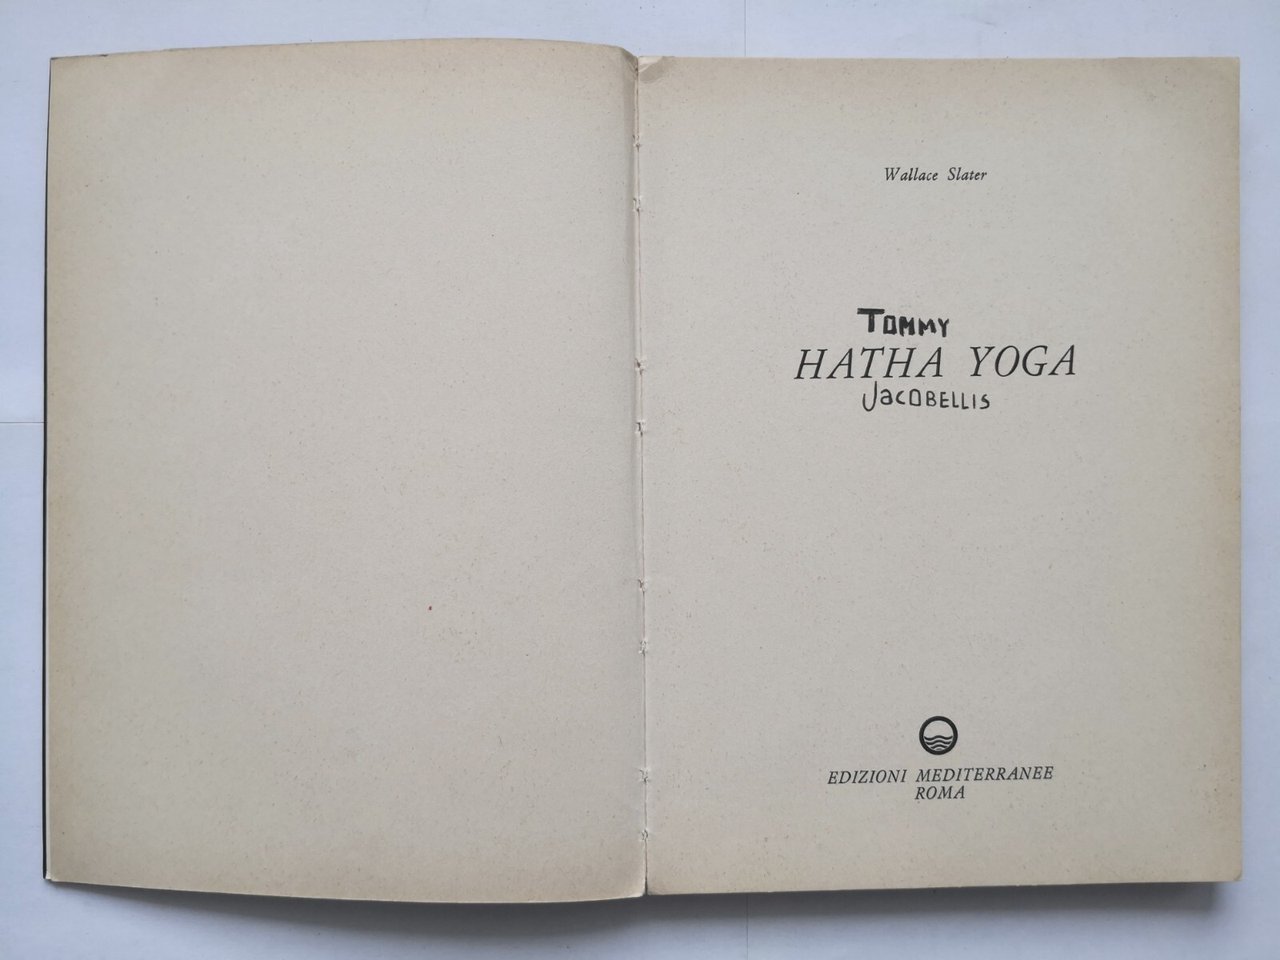 Wallace Slater
TOMMY
HATHA YOGA
JaCOBELLIS
EDIZIONI MEDITERRANEE
ROMA